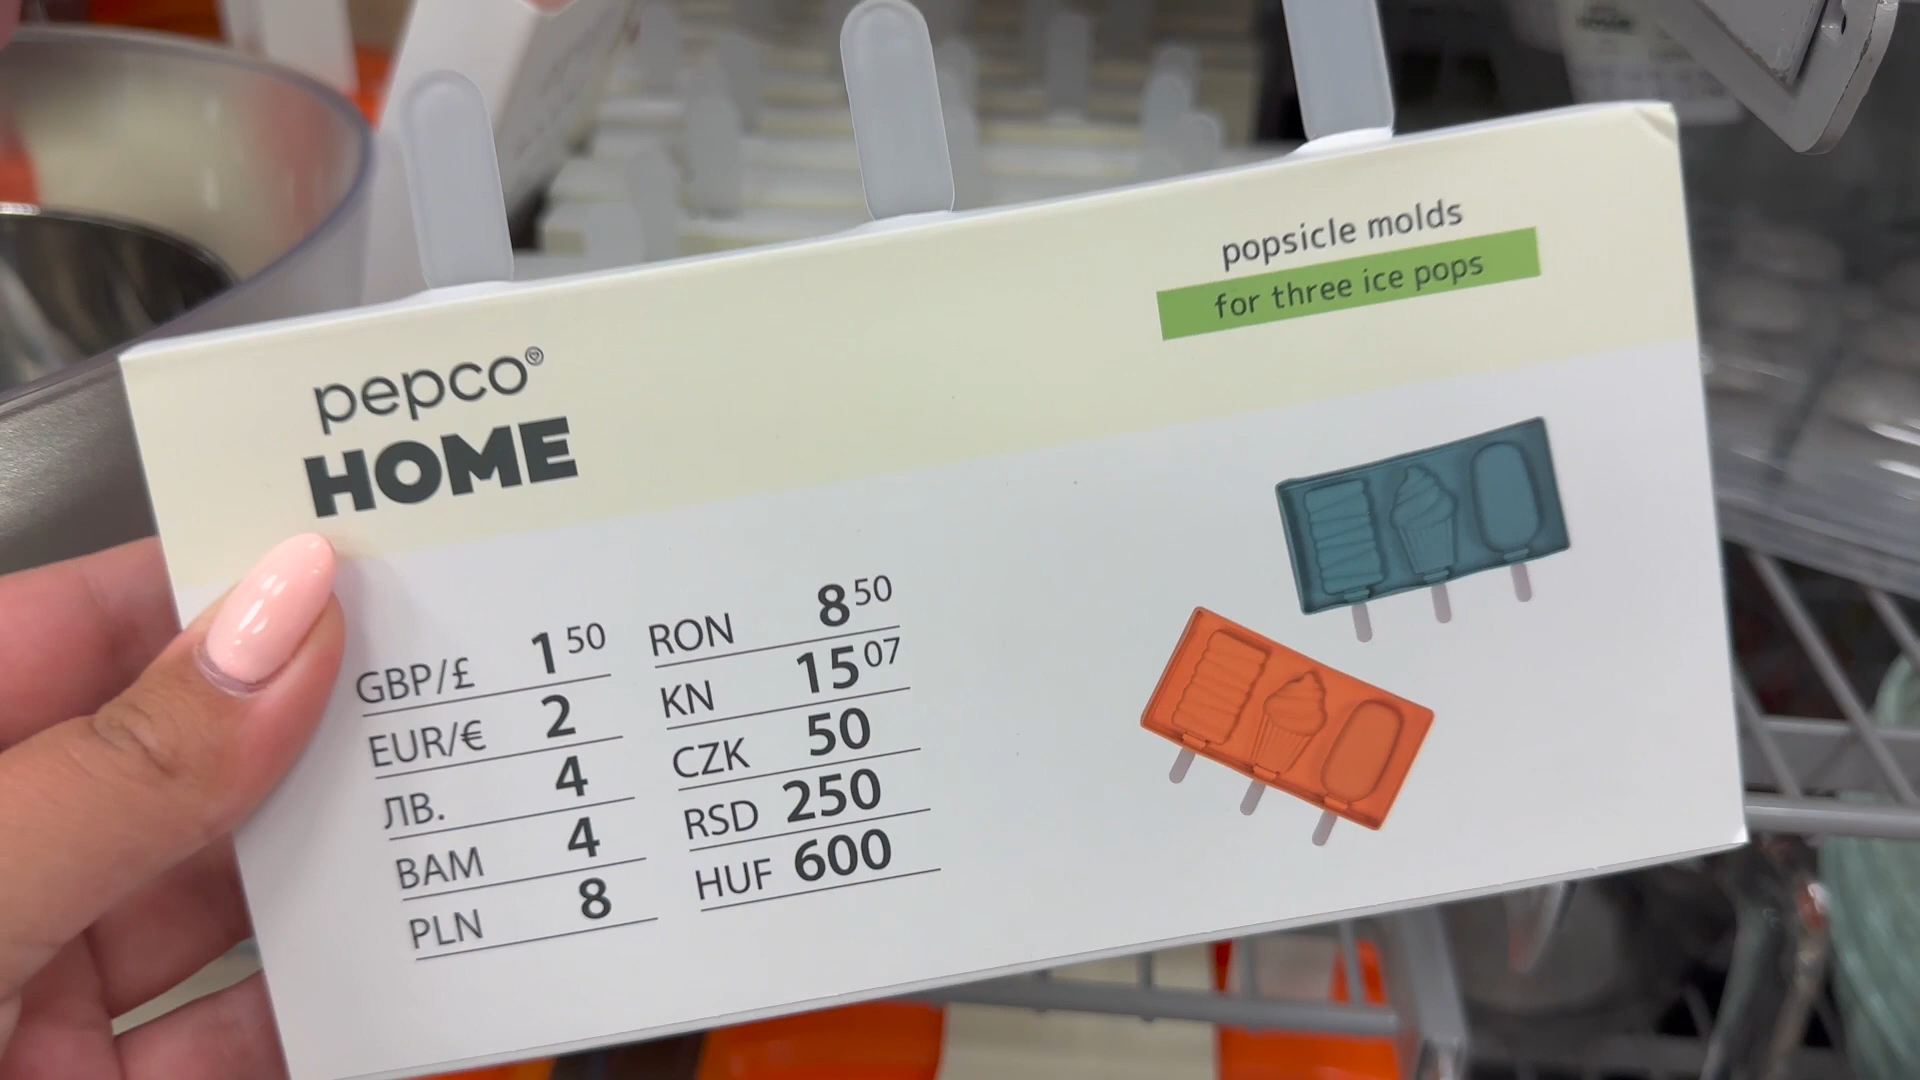 popsicle molds
for three ice pops
pepco
HOME
GBP/£ 1 50
EUR/€ 2
ЛВ. 4
BAM 4
PLN 8
RON 8 50
KN 15 07
CZK 50
RSD 250
HUF 600